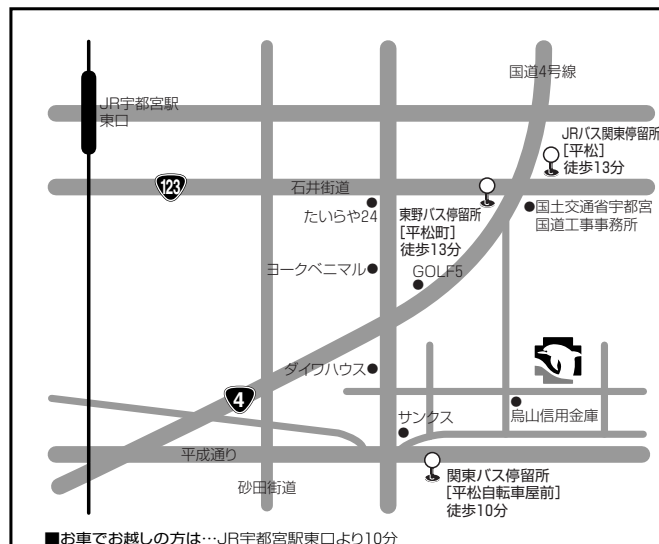 国道4号線
JR宇都宮駅
東口
JRバス関東停留所
[平松]
徒歩13分
123
石井街道
たいらや24
東野バス停留所
[平松町]
徒歩13分
国土交通省宇都宮
国道工事事務所
ヨークベニマル
GOLF5
ダイワハウス
4
サンクス
烏山信用金庫
平成通り
砂田街道
関東バス停留所
[平松自転車屋前]
徒歩10分
■お車でお越しの方は…JR宇都宮駅東口より10分